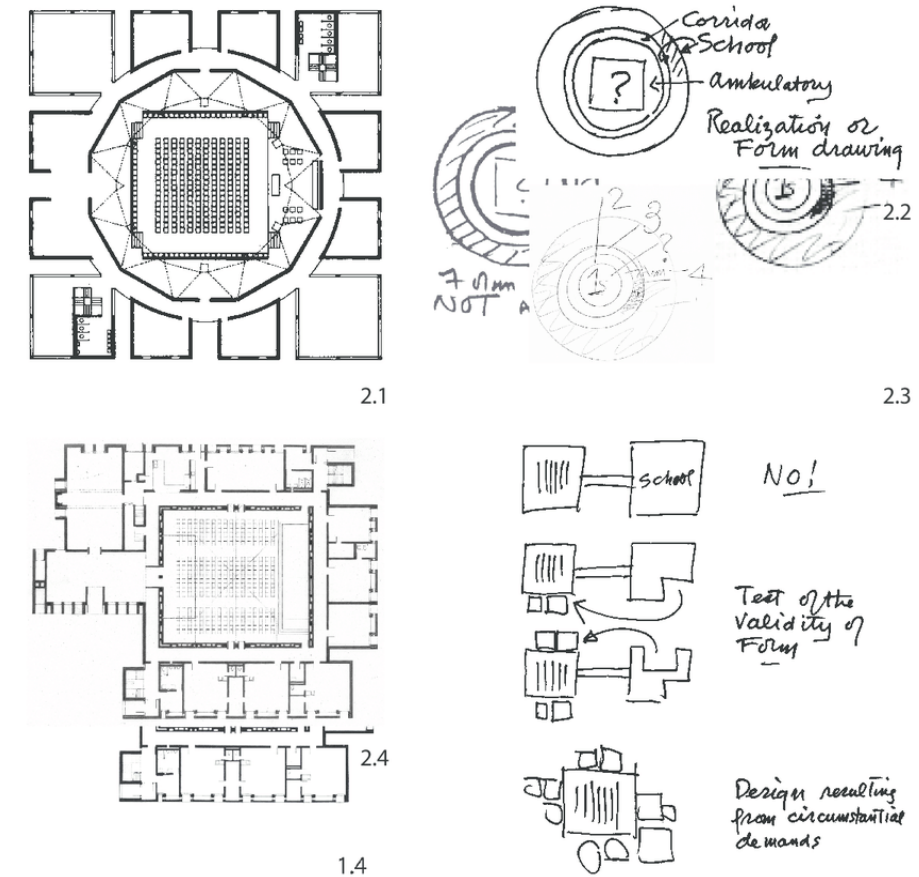 Corridor
School
?
Ambulatory
Realization or
Form drawing
2
3
?
4
1
NOT
2.2
2.1
2.3
School
NO!
Test of the
Validity of
Form
2.4
Design resulting
from circumstantial
demands
1.4